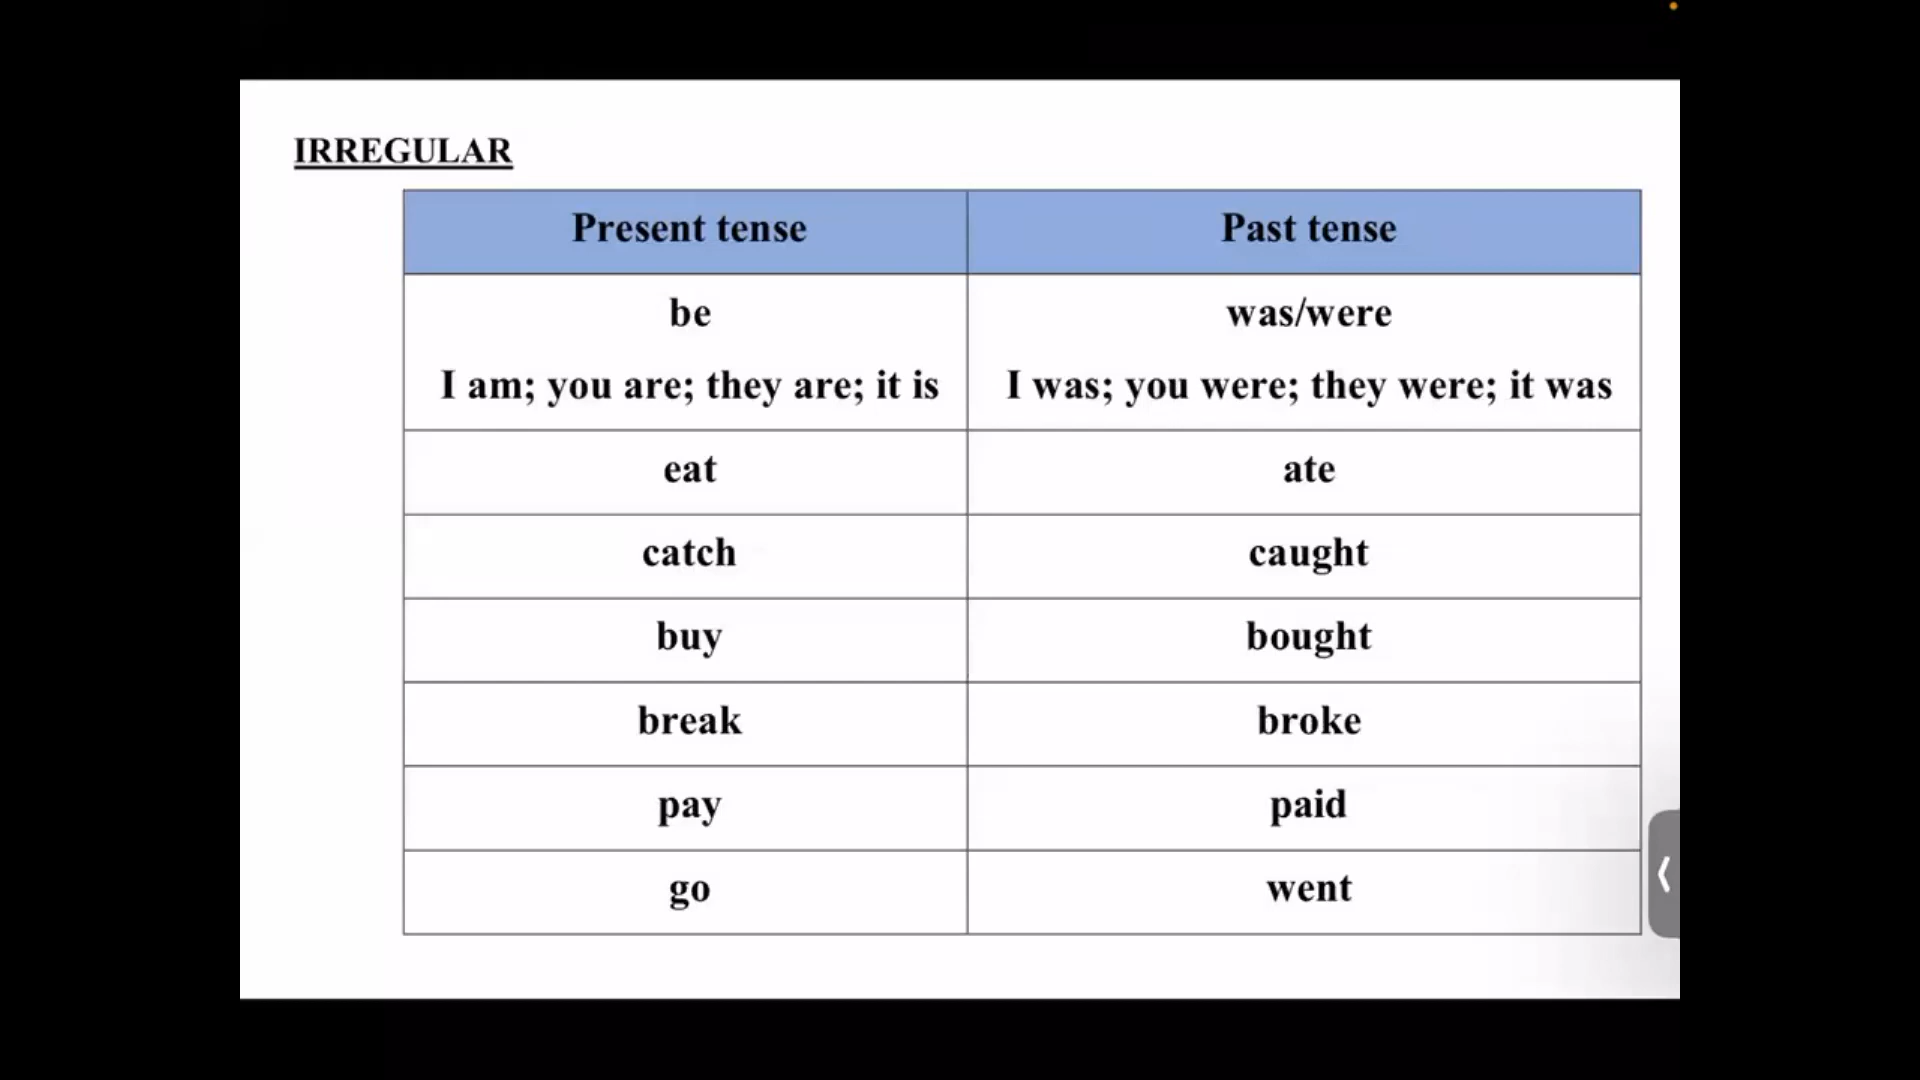 IRREGULAR
Present tense Past tense
be was/were
I am; you are; they are; it is I was; you were; they were; it was
eat ate
catch caught
buy bought
break broke
pay paid
go went